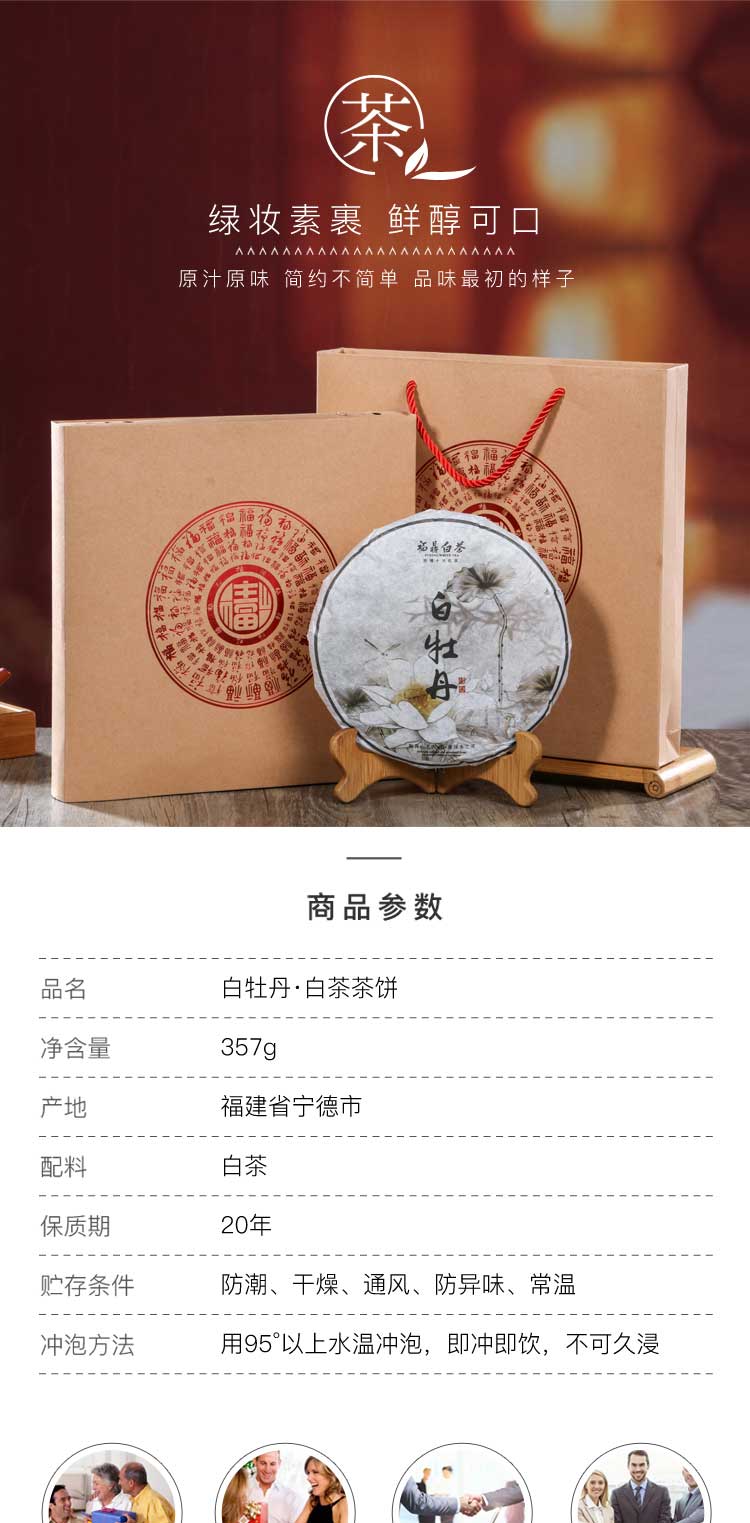 茶
绿妆素裹 鲜醇可口
原汁原味 简约不简单 品味最初的样子
福鼎白茶
白牡丹
商品参数
品名 白牡丹·白茶茶饼
净含量 357g
产地 福建省宁德市
配料 白茶
保质期 20年
贮存条件 防潮、干燥、通风、防异味、常温
冲泡方法 用95°以上水温冲泡，即冲即饮，不可久浸